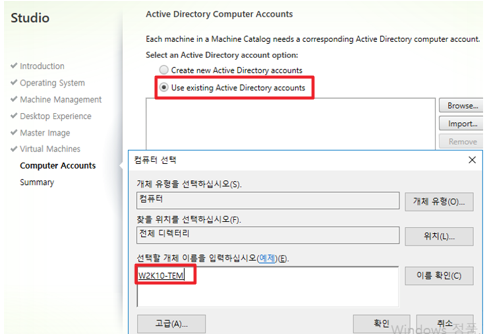 Studio
Active Directory Computer Accounts
Each machine in a Machine Catalog needs a corresponding Active Directory computer account.
Select an Active Directory account option:
Introduction
Create new Active Directory accounts
Operating System
Use existing Active Directory accounts
Machine Management
Browse...
Desktop Experience
Import...
Master Image
Remove
Virtual Machines
Computer Accounts
Summary
컴퓨터 선택
개체 유형을 선택하십시오(S).
컴퓨터
개체 유형(O)...
찾을 위치를 선택하십시오(F).
전체 디렉터리
위치(L)...
선택할 개체 이름을 입력하십시오(예제)(E).
W2K10-TEM
이름 확인(C)
고급(A)...
확인
취소
Windows 정품